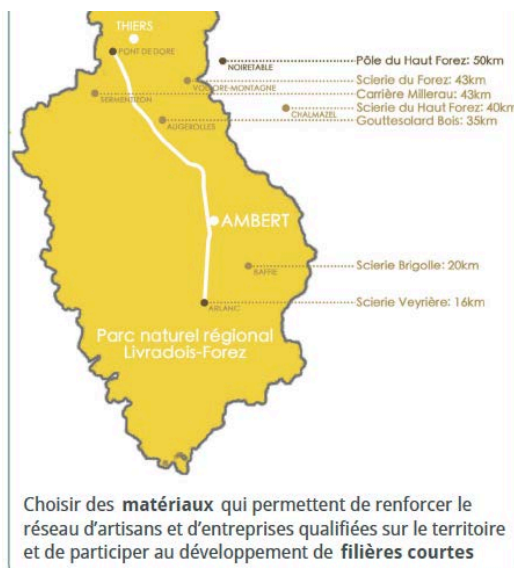 THIERS
PONT DE DORE
NOIRETABLE
Pôle du Haut Forez: 50km
VOLLORE-MONTAGNE
Scierie du Forez: 43km
SERMENTIZON
Carrière Millerau: 43km
CHALMAZEL
Scierie du Haut Forez: 40km
AUGEROLLES
Gouttesolard Bois: 35km
AMBERT
BAFFIE
Scierie Brigolle: 20km
ARLANC
Scierie Veyrière: 16km
Parc naturel régional
Livradois-Forez
Choisir des matériaux qui permettent de renforcer le
réseau d'artisans et d'entreprises qualifiées sur le territoire
et de participer au développement de filières courtes